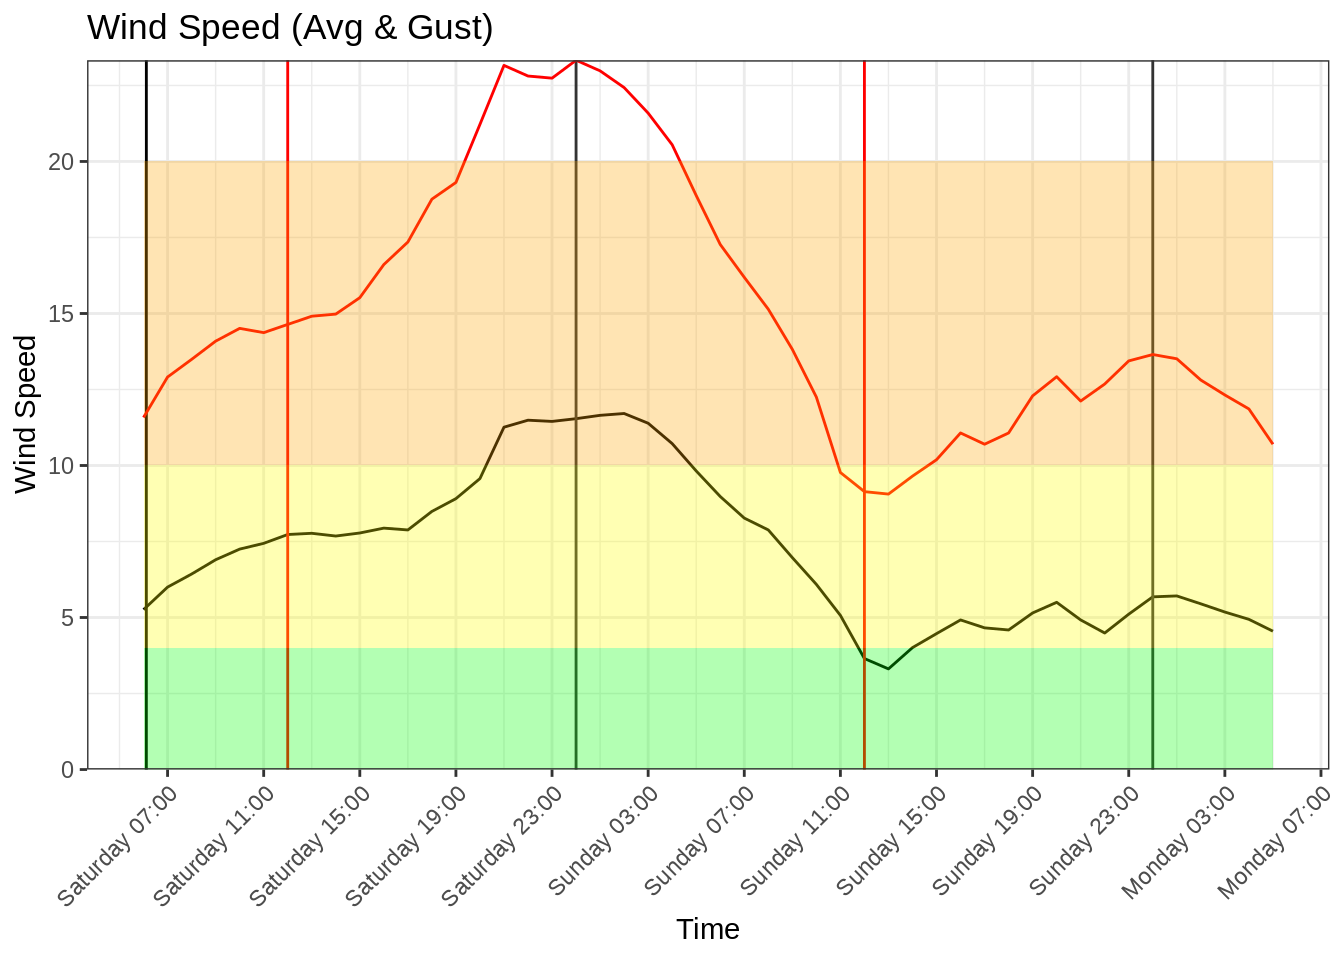 Wind Speed (Avg & Gust)
20
15
10
5
0
Wind Speed
Saturday 07:00
Saturday 11:00
Saturday 15:00
Saturday 19:00
Saturday 23:00
Sunday 03:00
Sunday 07:00
Sunday 11:00
Sunday 15:00
Sunday 19:00
Sunday 23:00
Monday 03:00
Monday 07:00
Time